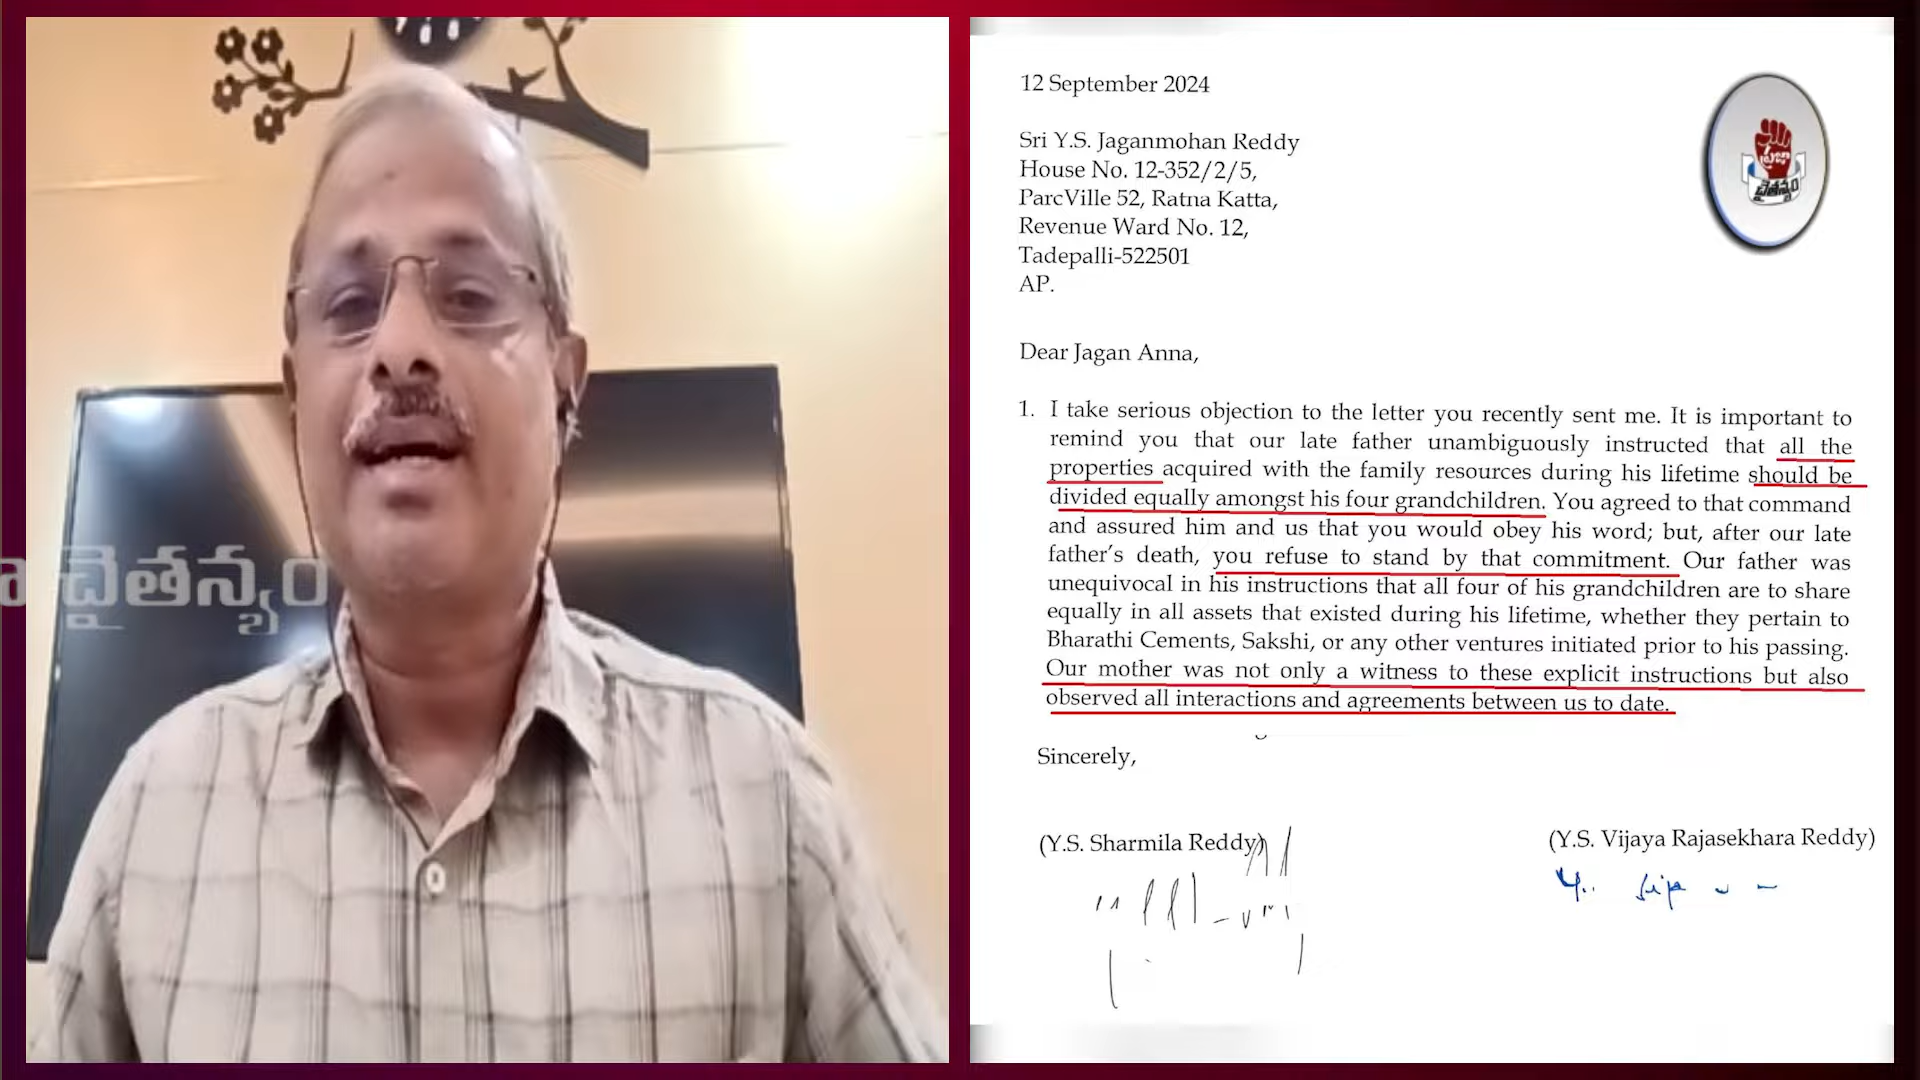 చైతన్యం
12 September 2024
Sri Y.S. Jaganmohan Reddy
House No. 12-352/2/5,
ParcVille 52, Ratna Katta,
Revenue Ward No. 12,
Tadepalli-522501
AP.
చైతన్యం
Dear Jagan Anna,
1. I take serious objection to the letter you recently sent me. It is important to
remind you that our late father unambiguously instructed that all the
properties acquired with the family resources during his lifetime should be
divided equally amongst his four grandchildren. You agreed to that command
and assured him and us that you would obey his word; but, after our late
father's death, you refuse to stand by that commitment. Our father was
unequivocal in his instructions that all four of his grandchildren are to share
equally in all assets that existed during his lifetime, whether they pertain to
Bharathi Cements, Sakshi, or any other ventures initiated prior to his passing.
Our mother was not only a witness to these explicit instructions but also
observed all interactions and agreements between us to date.
Sincerely,
(Y.S. Sharmila Reddy)
(Y.S. Vijaya Rajasekhara Reddy)